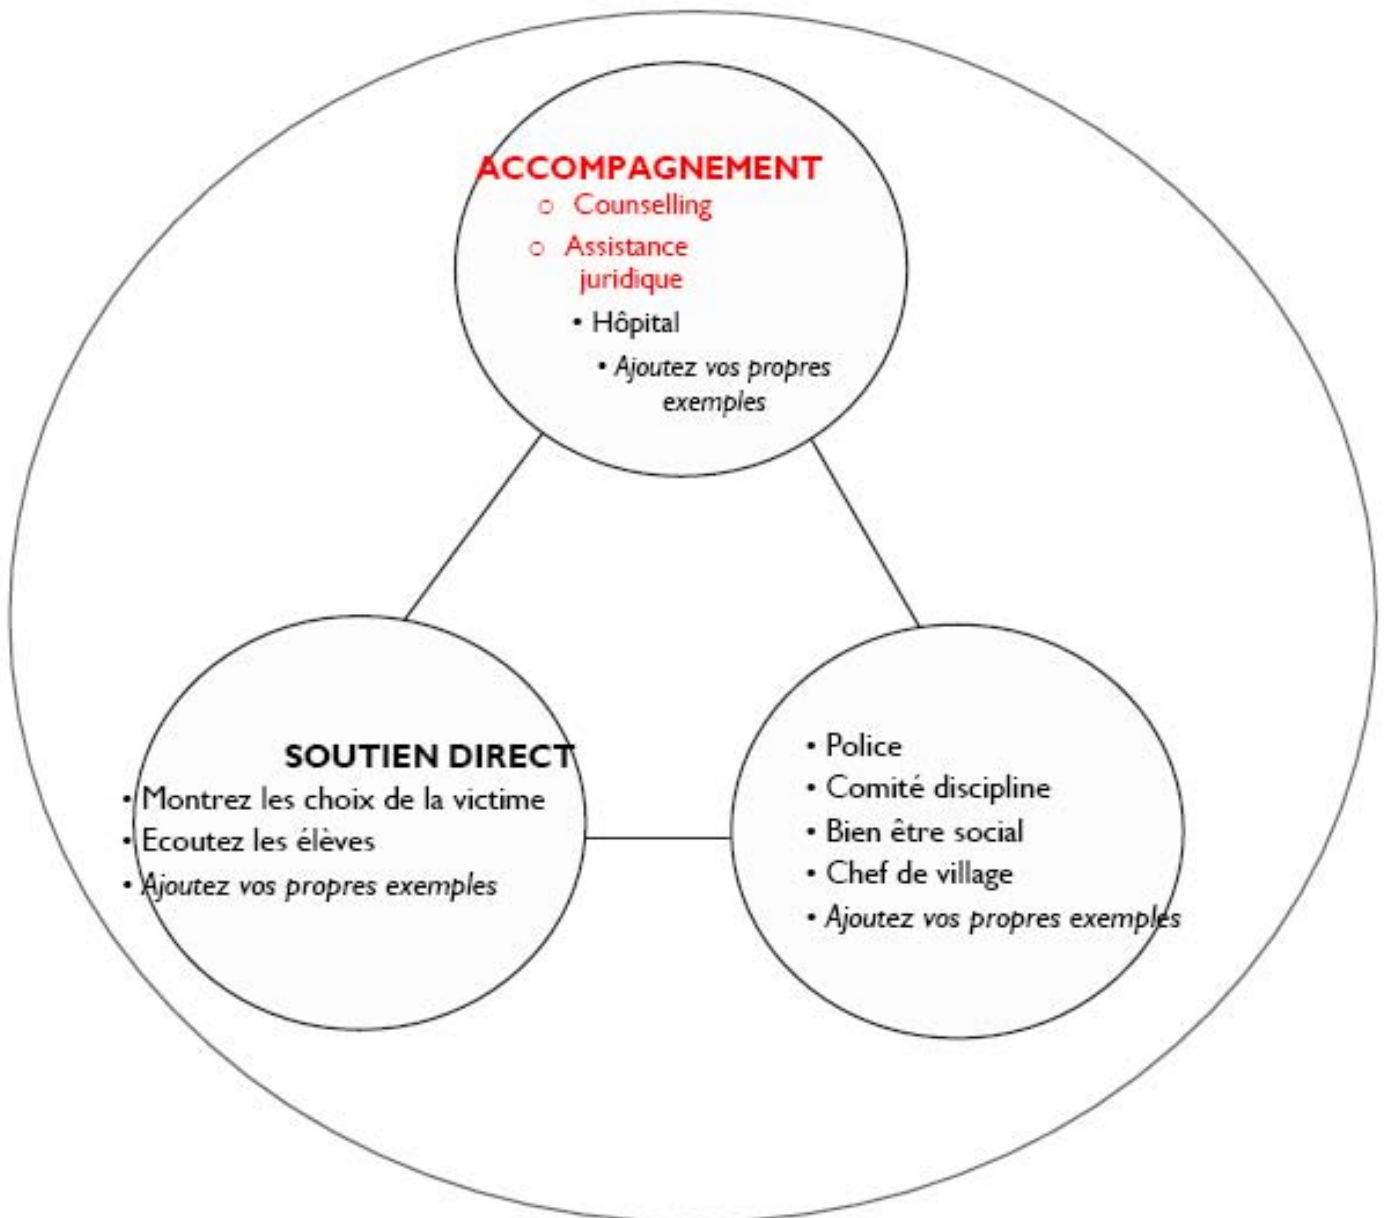 ACCOMPAGNEMENT
o Counselling
o Assistance
juridique
• Hôpital
• Ajoutez vos propres
exemples
SOUTIEN DIRECT
• Montrez les choix de la victime
• Ecoutez les élèves
• Ajoutez vos propres exemples
• Police
• Comité discipline
• Bien être social
• Chef de village
• Ajoutez vos propres exemples